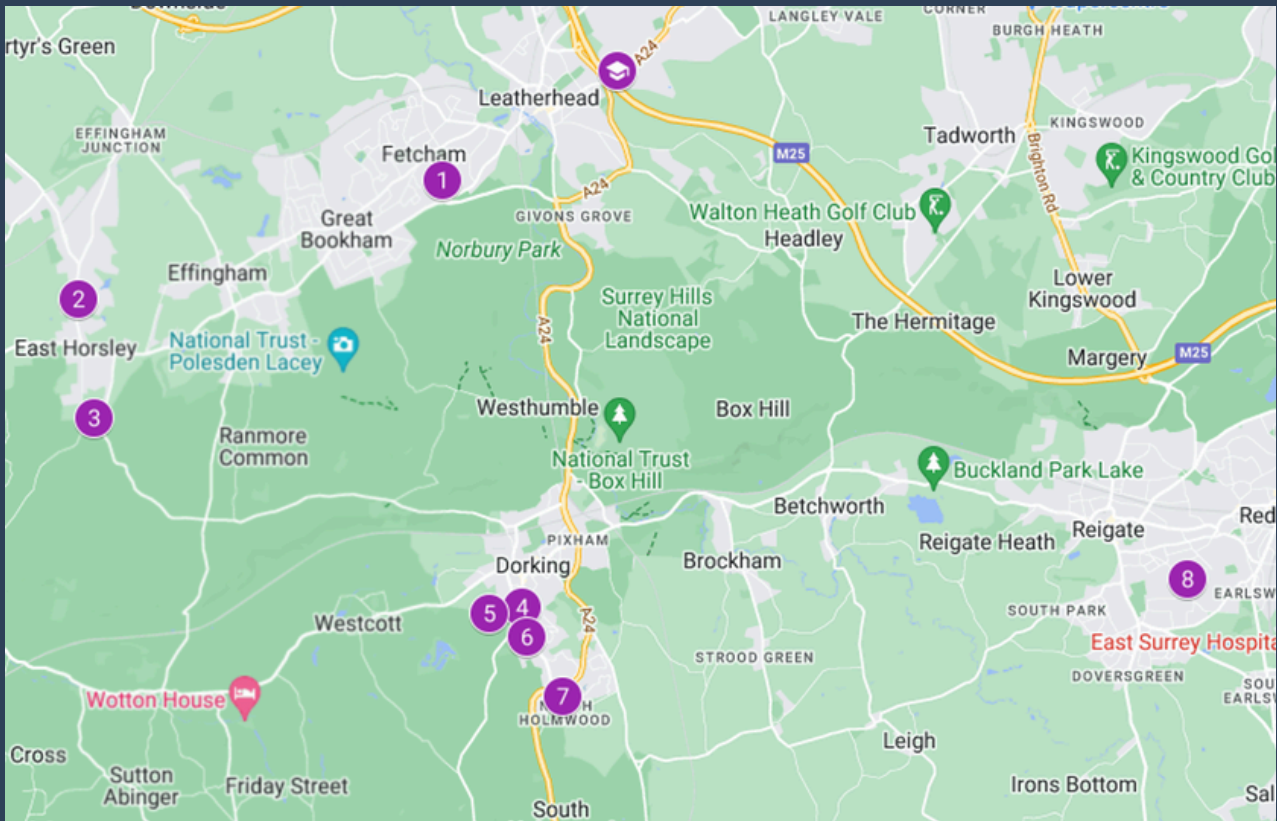 LANGLEY VALE
CORNER
BURGH HEATH
rtyr's Green
A24
Leatherhead
EFFINGHAM
JUNCTION
KINGSWOOD
Tadworth
Fetcham
M25
Brighton Rd
Kingswood Gol
& Country Club
1
A24
GIVONS GROVE
Walton Heath Golf Club
Headley
Great
Bookham
Norbury Park
Effingham
Lower
Kingswood
2
Surrey Hills
National
Landscape
A24
The Hermitage
East Horsley
National Trust -
Polesden Lacey
Margery
M25
3
Westhumble
Box Hill
Ranmore
Common
National Trust
- Box Hill
Buckland Park Lake
Betchworth
Red
Reigate
PIXHAM
Reigate Heath
Dorking
Brockham
8
EARLSW
5
4
6
A24
Westcott
SOUTH PARK
East Surrey Hospita
STROOD GREEN
DOVERSGREEN
SOU
EARLSW
Wotton House
7
HOLMWOOD
Cross
Leigh
Sutton
Abinger
Friday Street
Irons Bottom
Sal
South